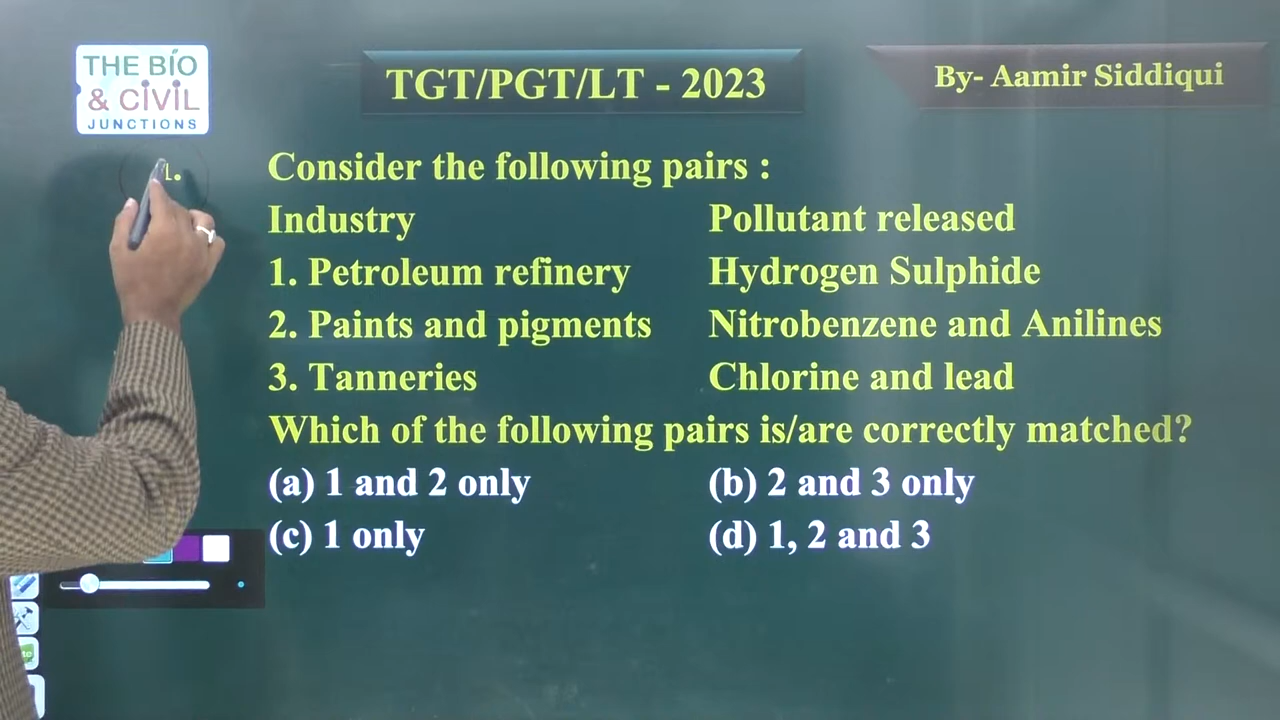 THE BIO
& CIVIL
JUNCTIONS
TGT/PGT/LT - 2023
By- Aamir Siddiqui
1. Consider the following pairs :
Industry Pollutant released
1. Petroleum refinery Hydrogen Sulphide
2. Paints and pigments Nitrobenzene and Anilines
3. Tanneries Chlorine and lead
Which of the following pairs is/are correctly matched?
(a) 1 and 2 only (b) 2 and 3 only
(c) 1 only (d) 1, 2 and 3